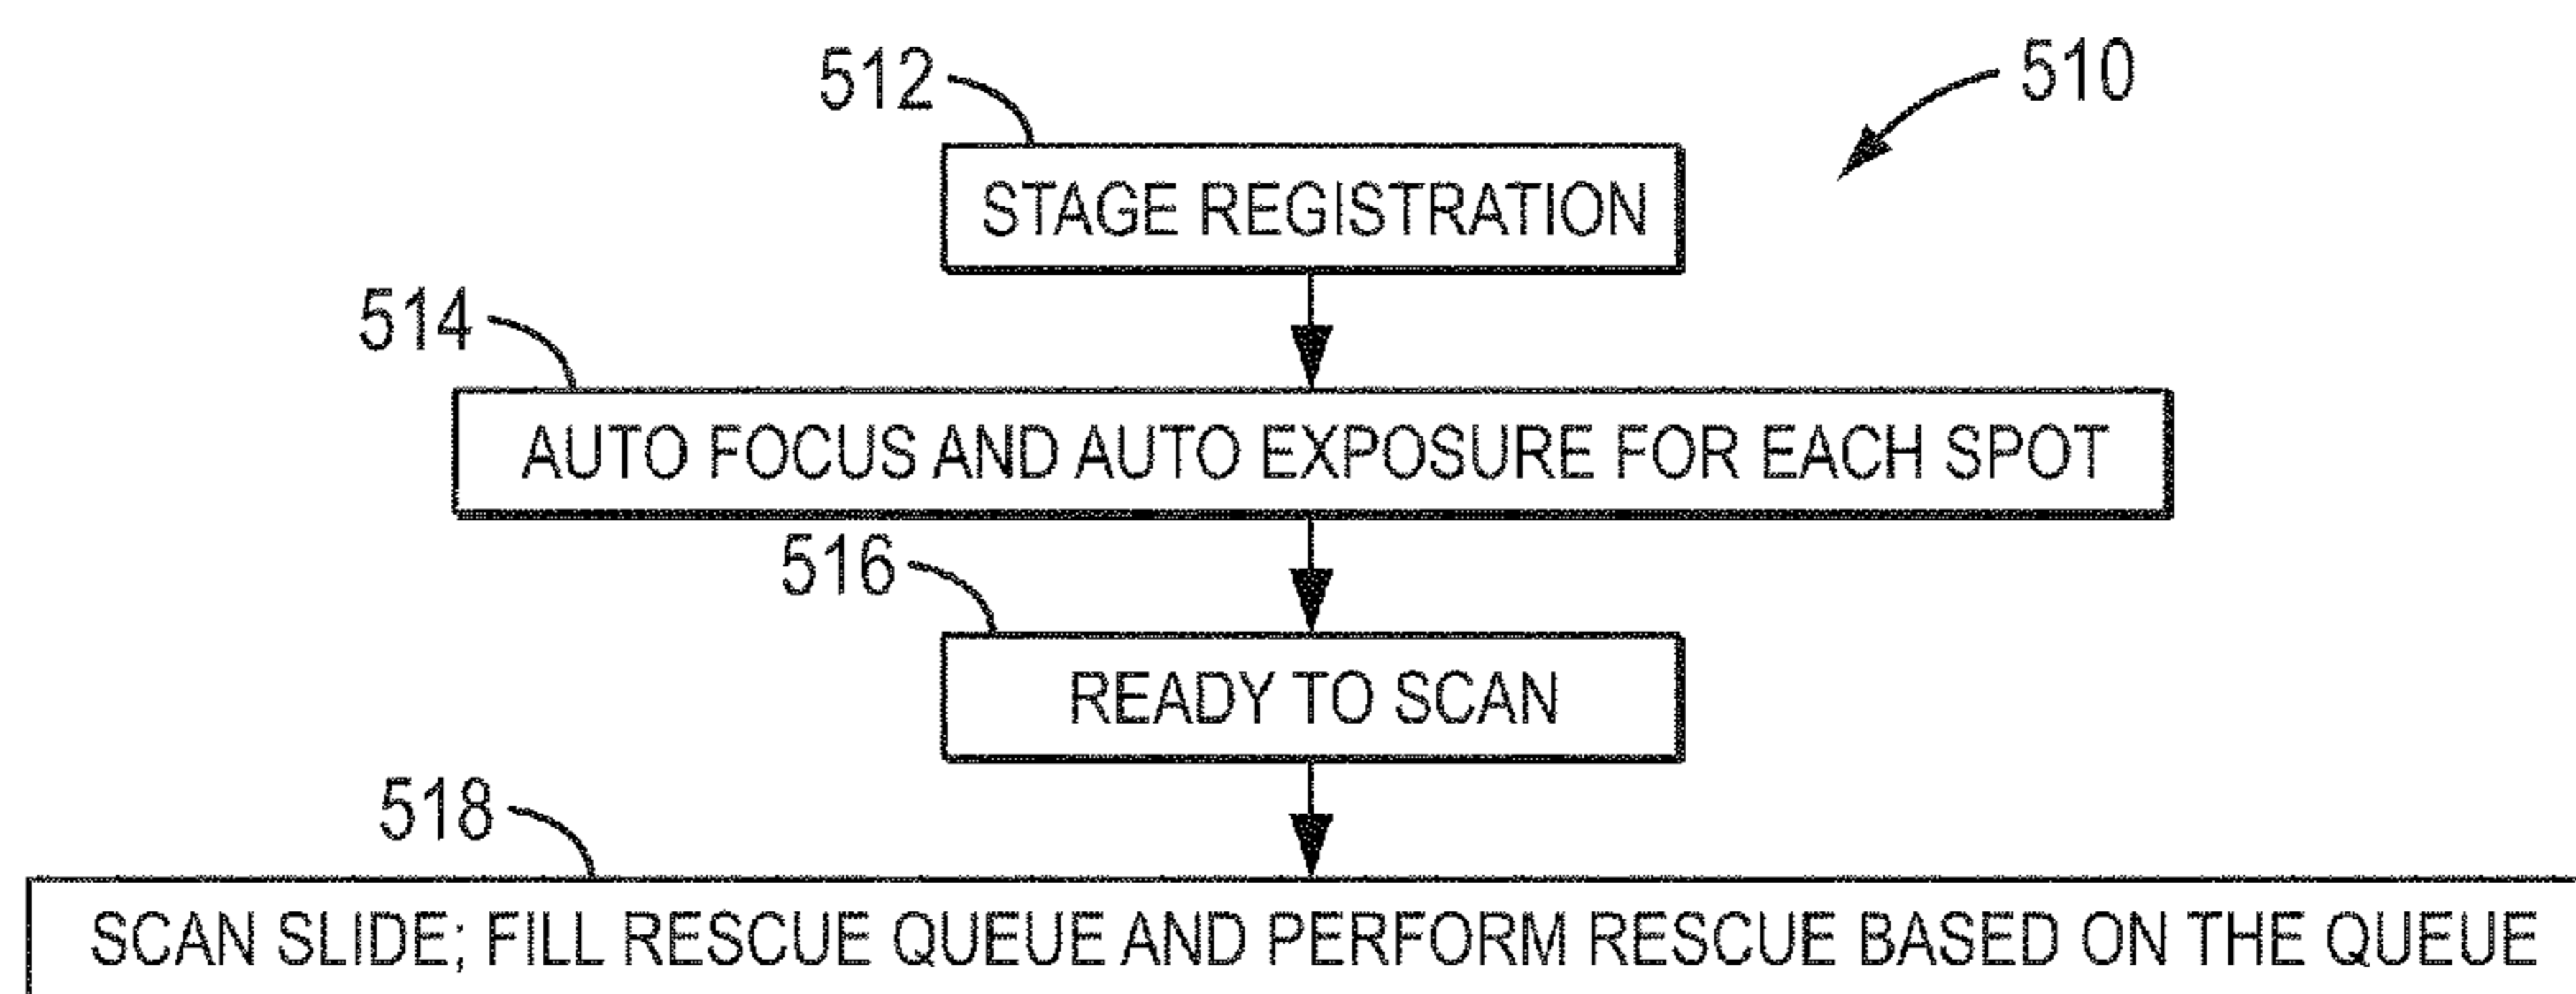 512
510
STAGE REGISTRATION
514
AUTO FOCUS AND AUTO EXPOSURE FOR EACH SPOT
516
READY TO SCAN
518
SCAN SLIDE; FILL RESCUE QUEUE AND PERFORM RESCUE BASED ON THE QUEUE